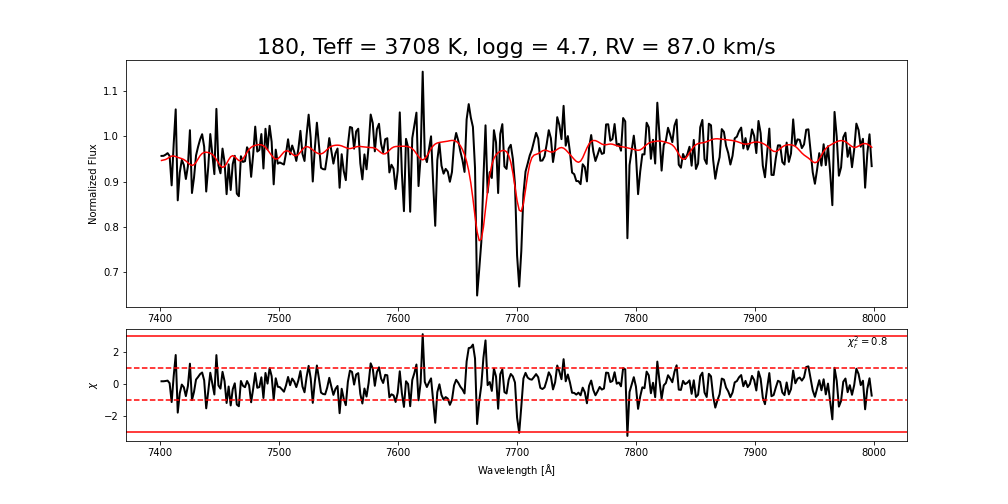 180, Teff = 3708 K, logg = 4.7, RV = 87.0 km/s
1.1
1.0
0.9
0.8
0.7
Normalized Flux
7400 7500 7600 7700 7800 7900 8000
χ²ᵣ = 0.8
2
0
−2
χ
7400 7500 7600 7700 7800 7900 8000
Wavelength [Å]